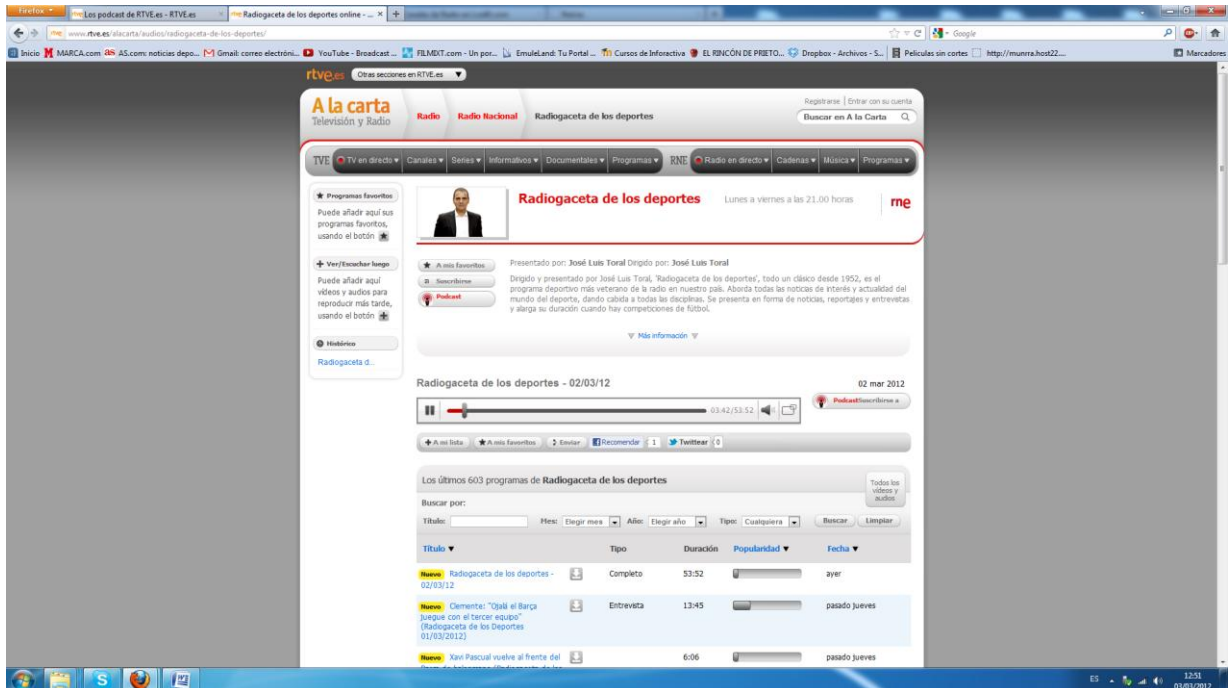 Firefox
Los podcast de RTVE.es - RTVE.es
Radiogaceta de los deportes online - ...
www.rtve.es/alacarta/audios/radiogaceta-de-los-deportes/
Google
Inicio MARCA.com AS.com: noticias depo... Gmail: correo electróni... YouTube - Broadcast ... FILMIXT.com - Un por... EmuleLand: Tu Portal ... Cursos de Inforactiva EL RINCÓN DE PRIETO... Dropbox - Archivos - S... Peliculas sin cortes http://munrra.host22.... Marcadores
rtve.es Otras secciones en RTVE.es
Registrarse | Entrar con su cuenta
A la carta
Televisión y Radio
Radio Radio Nacional Radiogaceta de los deportes
Buscar en A la Carta
TVE TV en directo Canales Series Informativos Documentales Programas RNE Radio en directo Cadenas Música Programas
Programas favoritos
Puede añadir aquí sus
programas favoritos,
usando el botón
Ver/Escuchar luego
Puede añadir aquí
vídeos y audios para
reproducir más tarde,
usando el botón
Histórico
Radiogaceta d...
Radiogaceta de los deportes Lunes a viernes a las 21.00 horas rne
A mis favoritos
Suscribirse
Podcast
Presentado por: José Luis Toral Dirigido por: José Luis Toral
Dirigido y presentado por José Luis Toral, 'Radiogaceta de los deportes', todo un clásico desde 1952, es el
programa deportivo más veterano de la radio en nuestro país. Aborda todas las noticias de interés y actualidad del
mundo del deporte, dando cabida a todas las disciplinas. Se presenta en forma de noticias, reportajes y entrevistas
y alarga su duración cuando hay competiciones de fútbol.
Más información
Radiogaceta de los deportes - 02/03/12
02 mar 2012
03:42/53:52
Podcast Suscribirse a
A mi lista A mis favoritos Enviar Recomendar 1 Twittear 0
Los últimos 603 programas de Radiogaceta de los deportes
Todos los
vídeos y
audios
Buscar por:
Título: Mes: Elegir mes Año: Elegir año Tipo: Cualquiera Buscar Limpiar
Título Tipo Duración Popularidad Fecha
Nuevo Radiogaceta de los deportes -
02/03/12
Completo 53:52 ayer
Nuevo Clemente: "Ojalá el Barça
juegue con el tercer equipo"
(Radiogaceta de los Deportes
01/03/2012)
Entrevista 13:45 pasado jueves
Nuevo Xavi Pascual vuelve al frente del
6:06 pasado jueves
ES
12:51
03/03/2012